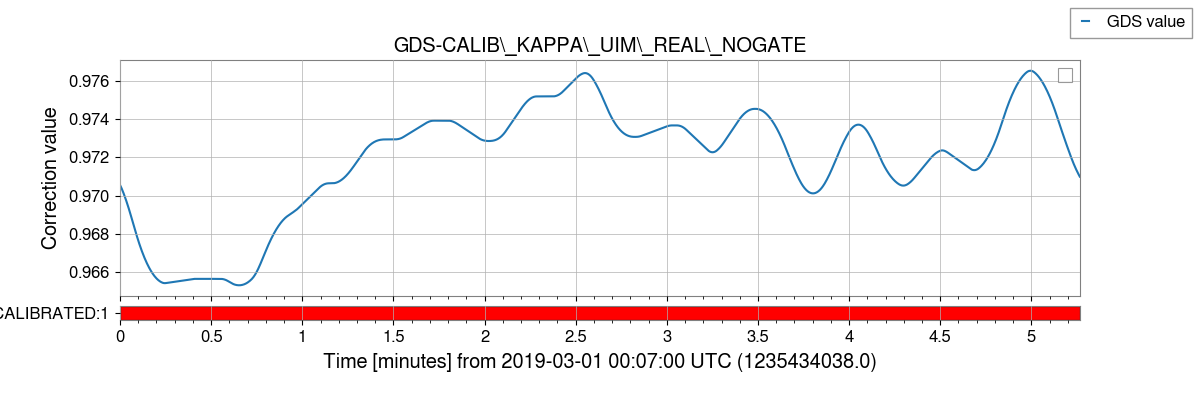 GDS value
GDS-CALIB\_KAPPA\_UIM\_REAL\_NOGATE
Correction value
0.976
0.974
0.972
0.970
0.968
0.966
CALIBRATED:1
0 0.5 1 1.5 2 2.5 3 3.5 4 4.5 5
Time [minutes] from 2019-03-01 00:07:00 UTC (1235434038.0)